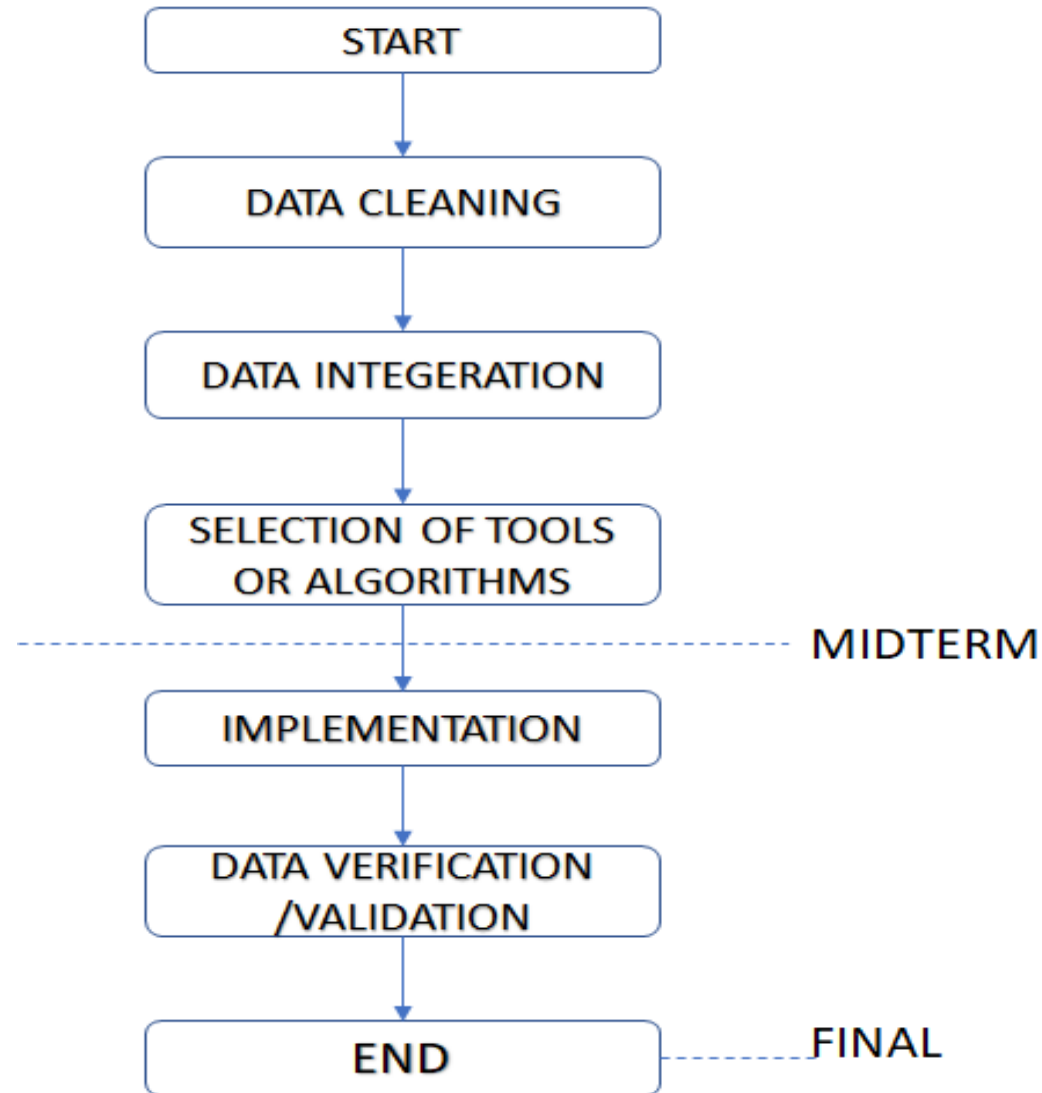 START
DATA CLEANING
DATA INTEGERATION
SELECTION OF TOOLS
OR ALGORITHMS
MIDTERM
IMPLEMENTATION
DATA VERIFICATION
/VALIDATION
END
FINAL